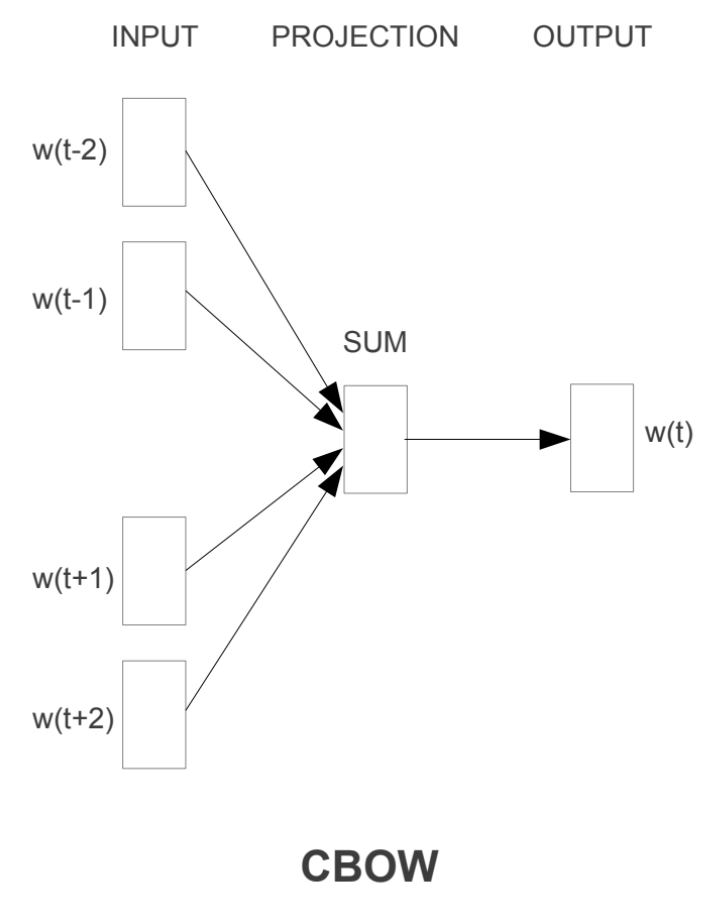 INPUT PROJECTION OUTPUT
w(t-2)
w(t-1)
SUM
w(t)
w(t+1)
w(t+2)
CBOW